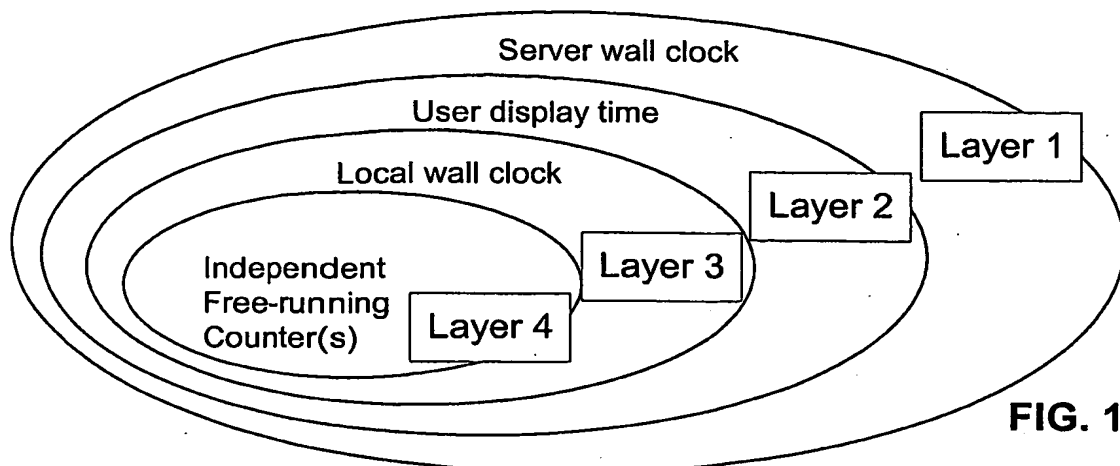 Server wall clock
User display time
Layer 1
Local wall clock
Layer 2
Independent
Free-running
Counter(s)
Layer 3
Layer 4
FIG. 1